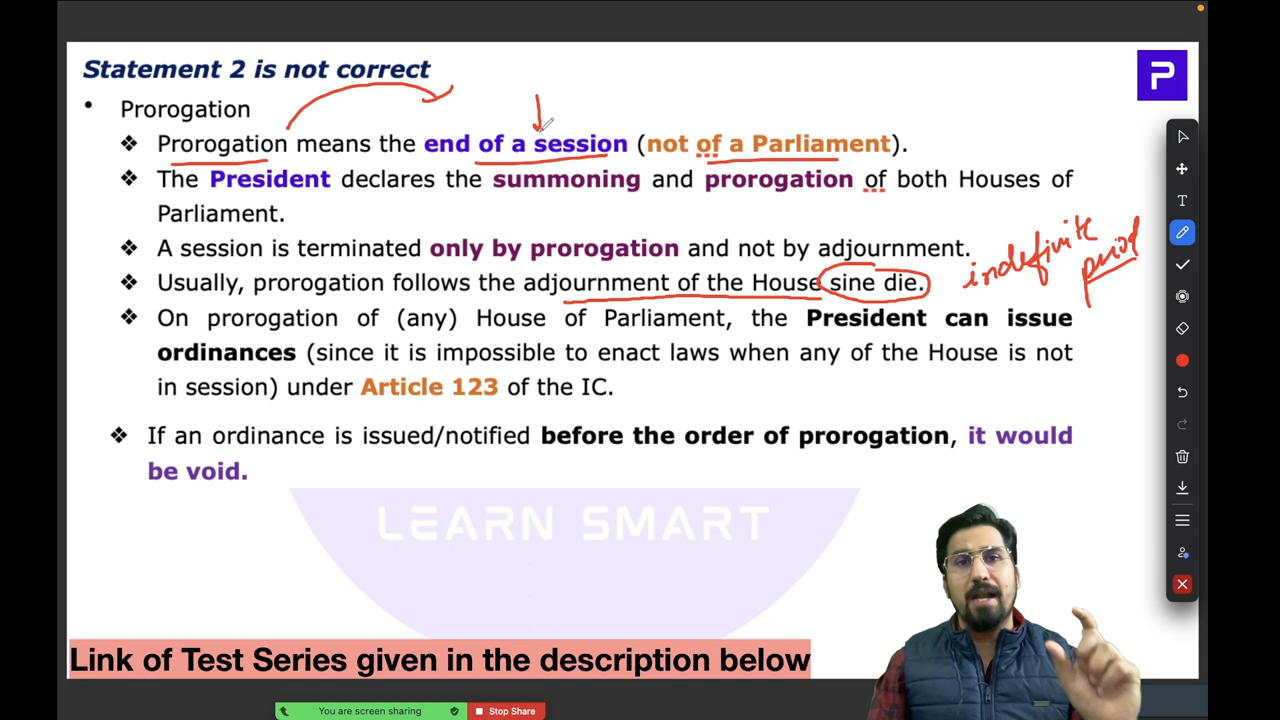 Statement 2 is not correct
P
• Prorogation
❖ Prorogation means the end of a session (not of a Parliament).
❖ The President declares the summoning and prorogation of both Houses of
Parliament.
❖ A session is terminated only by prorogation and not by adjournment.
❖ Usually, prorogation follows the adjournment of the House sine die.
indefinite
period
❖ On prorogation of (any) House of Parliament, the President can issue
ordinances (since it is impossible to enact laws when any of the House is not
in session) under Article 123 of the IC.
❖ If an ordinance is issued/notified before the order of prorogation, it would
be void.
LEARN SMART
Link of Test Series given in the description below
You are screen sharing
Stop Share
T